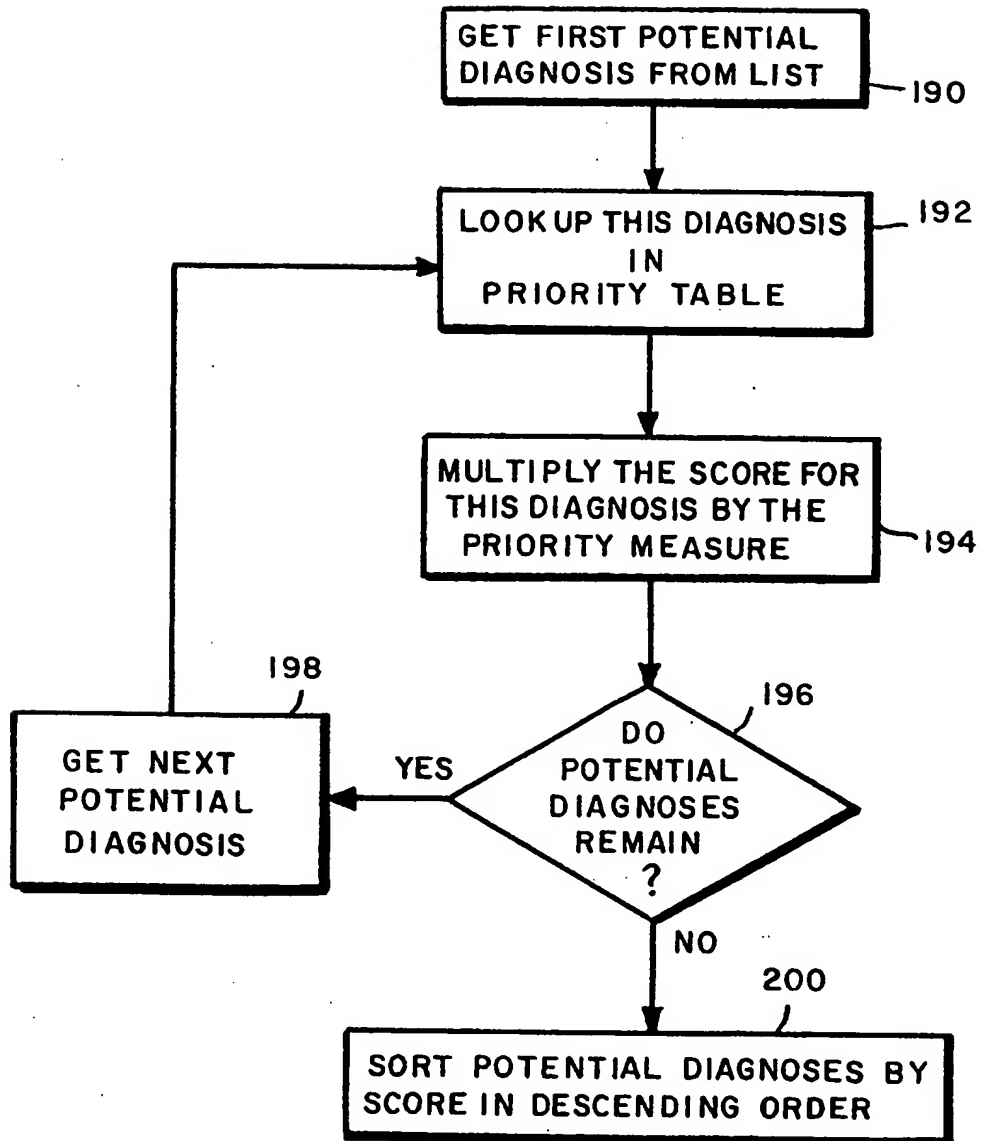 GET FIRST POTENTIAL
DIAGNOSIS FROM LIST
190
LOOK UP THIS DIAGNOSIS
IN
PRIORITY TABLE
192
MULTIPLY THE SCORE FOR
THIS DIAGNOSIS BY THE
PRIORITY MEASURE
194
198
GET NEXT
POTENTIAL
DIAGNOSIS
YES
196
DO
POTENTIAL
DIAGNOSES
REMAIN
?
NO
200
SORT POTENTIAL DIAGNOSES BY
SCORE IN DESCENDING ORDER